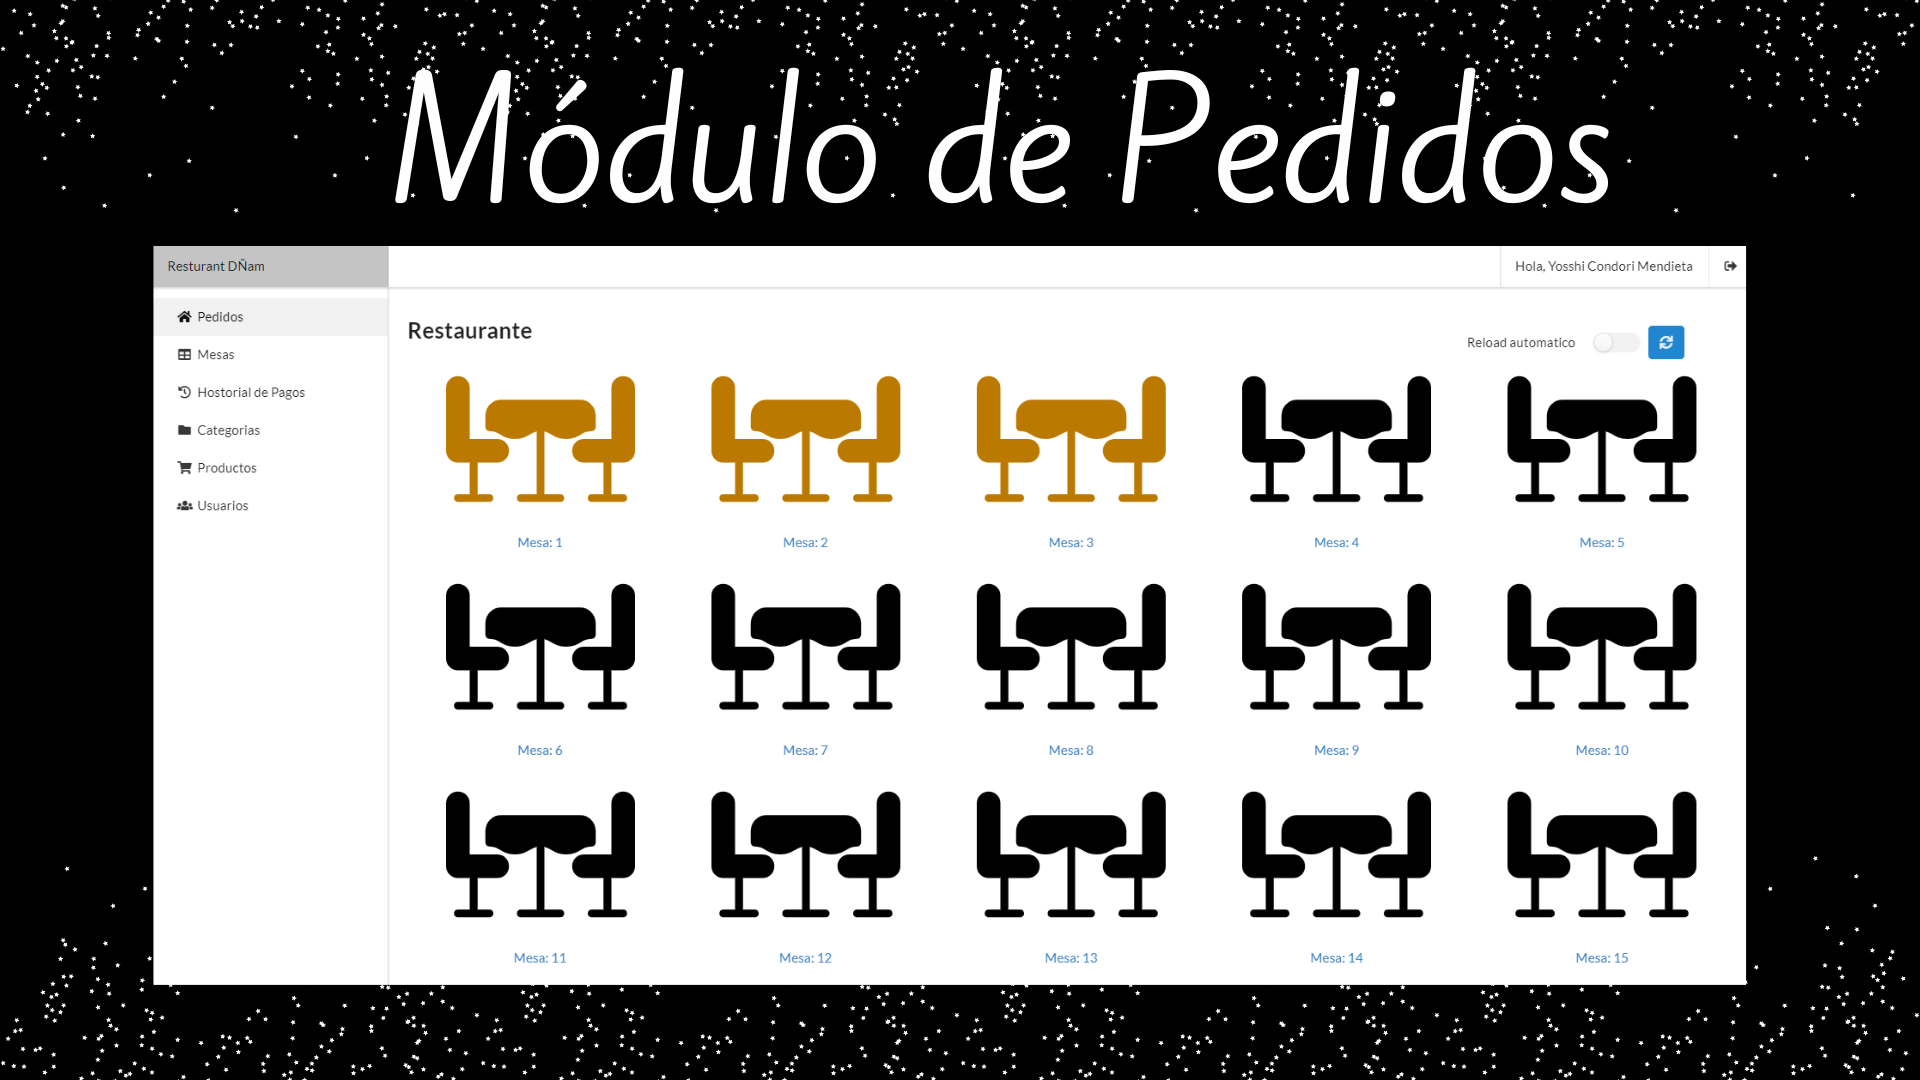 Módulo de Pedidos
Resturant DÑam
Hola, Yosshi Condori Mendieta
Pedidos
Mesas
Hostorial de Pagos
Categorias
Productos
Usuarios
Restaurante
Reload automatico
Mesa: 1
Mesa: 2
Mesa: 3
Mesa: 4
Mesa: 5
Mesa: 6
Mesa: 7
Mesa: 8
Mesa: 9
Mesa: 10
Mesa: 11
Mesa: 12
Mesa: 13
Mesa: 14
Mesa: 15